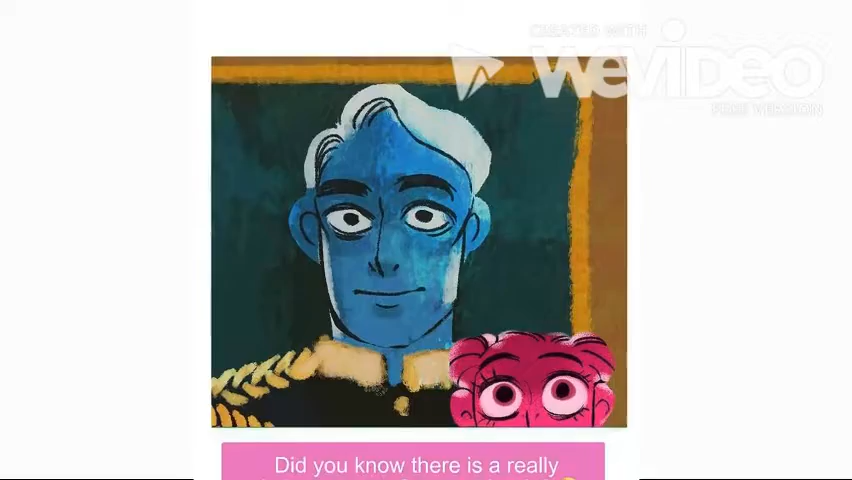 CREATED WITH
WeVideo
FREE VERSION
Did you know there is a really